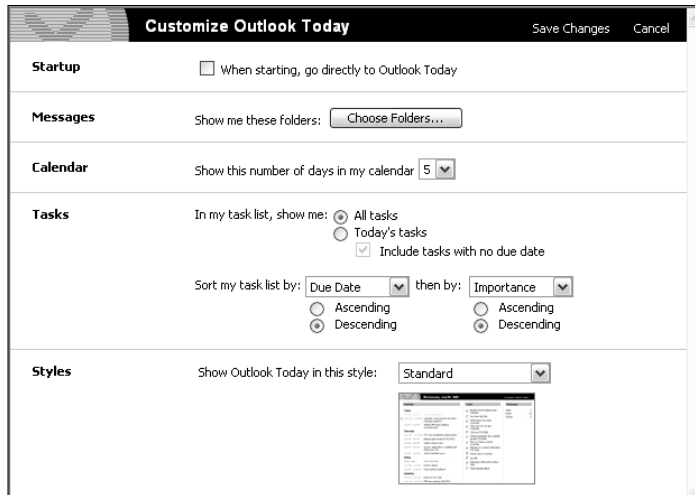 Customize Outlook Today Save Changes Cancel
Startup When starting, go directly to Outlook Today
Messages Show me these folders: Choose Folders...
Calendar Show this number of days in my calendar 5
Tasks In my task list, show me: All tasks
Today's tasks
Include tasks with no due date
Sort my task list by: Due Date then by: Importance
Ascending Ascending
Descending Descending
Styles Show Outlook Today in this style: Standard